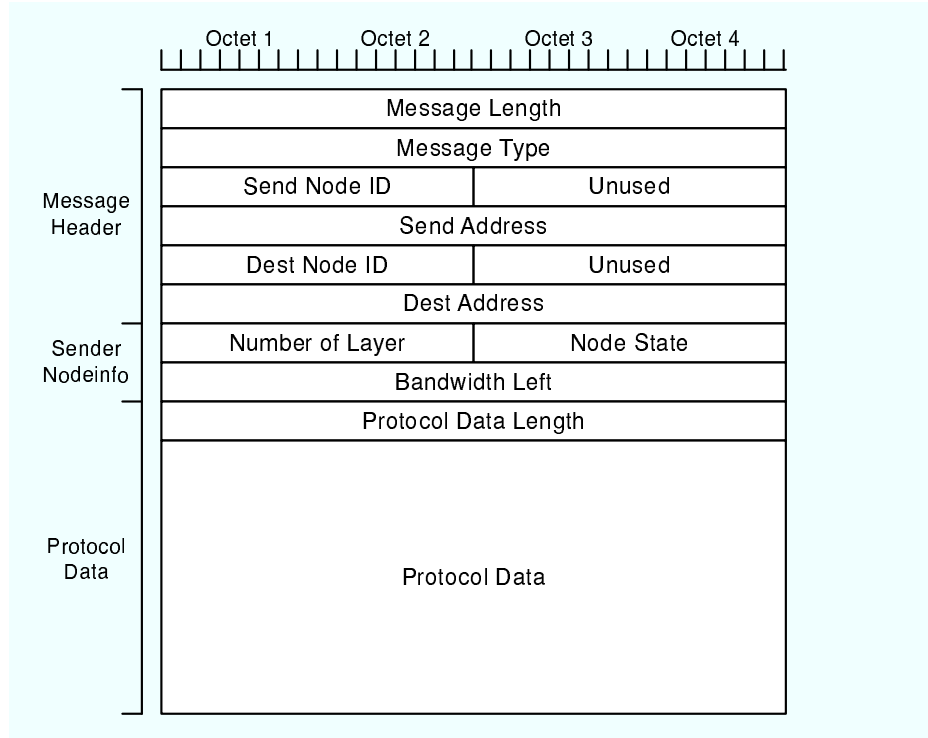 Octet 1 Octet 2 Octet 3 Octet 4
Message Length
Message Type
Send Node ID Unused
Message
Header
Send Address
Dest Node ID Unused
Dest Address
Number of Layer Node State
Sender
Nodeinfo
Bandwidth Left
Protocol Data Length
Protocol
Data
Protocol Data